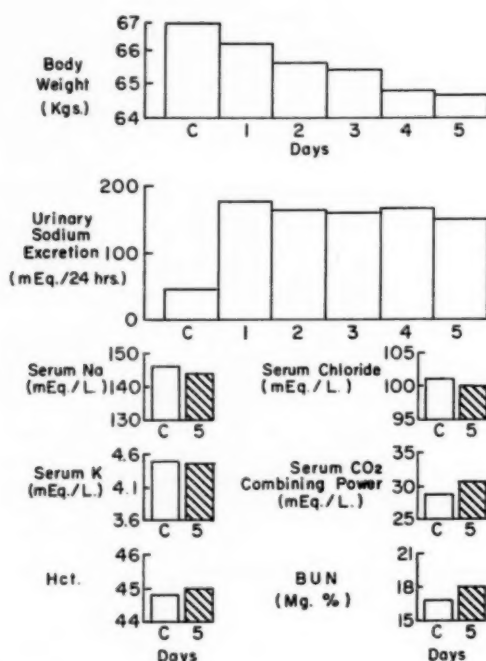 67
Body
66
Weight
65
(Kgs.)
64
C 1 2 3 4 5
Days
200
Urinary
Sodium
Excretion 100
(mEq./24 hrs.)
0
C 1 2 3 4 5
Serum Na
(mEq./L.)
150
140
130
C 5
Serum Chloride
(mEq./L.)
105
100
95
C 5
Serum K
(mEq./L.)
4.6
4.1
3.6
C 5
Serum CO2
Combining Power
(mEq./L.)
35
30
25
C 5
Hct.
46
45
44
C 5
Days
BUN
(Mg. %)
21
18
15
C 5
Days